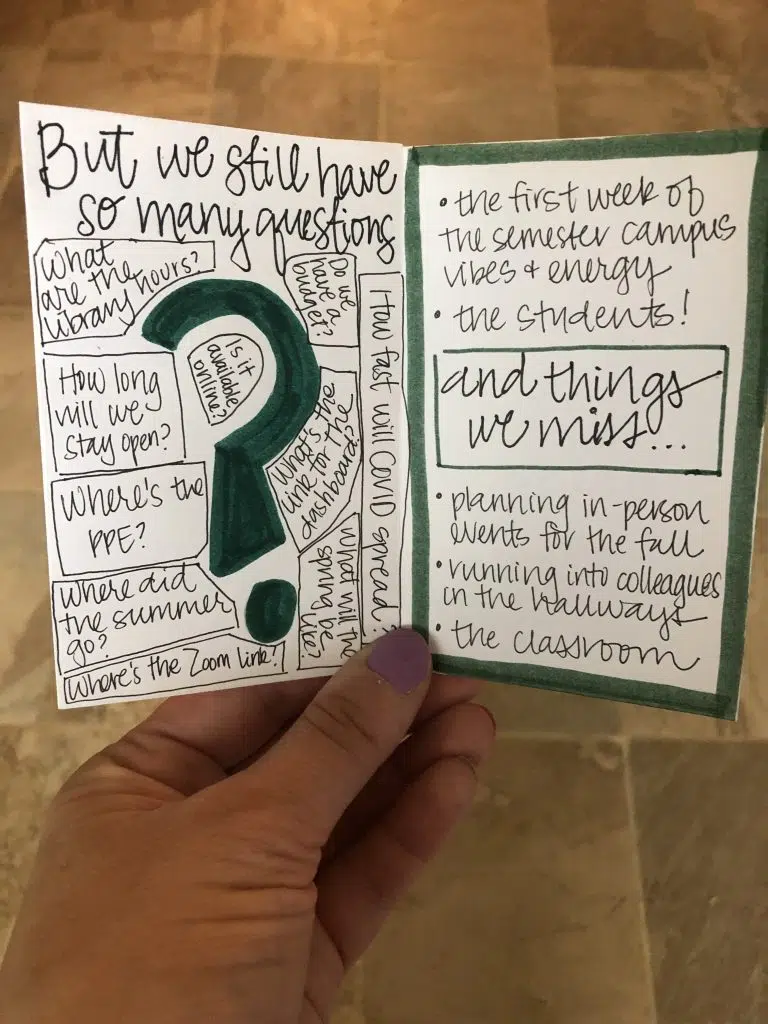 But we still have
so many questions
What
are the
library hours?
Do we
have a
budget?
Is it
available
online?
How long
will we
stay open?
What's the
link for the
dashboard?
How fast will COVID spread?
Where's the
PPE?
Where did
the summer
go?
What will the
spring be
like?
Where's the Zoom link?
• the first week of
the semester campus
vibes + energy
• the students!
and things
we miss...
• planning in-person
events for the fall
• running into colleagues
in the hallways
• the classroom